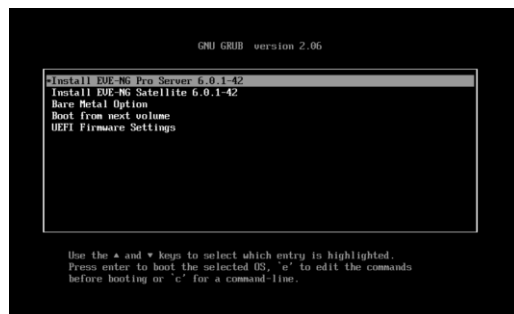 GNU GRUB version 2.06
*Install EVE-NG Pro Server 6.0.1-42
Install EVE-NG Satellite 6.0.1-42
Bare Metal Option
Boot from next volume
UEFI Firmware Settings
Use the ▲ and ▼ keys to select which entry is highlighted.
Press enter to boot the selected OS, `e' to edit the commands
before booting or `c' for a command-line.